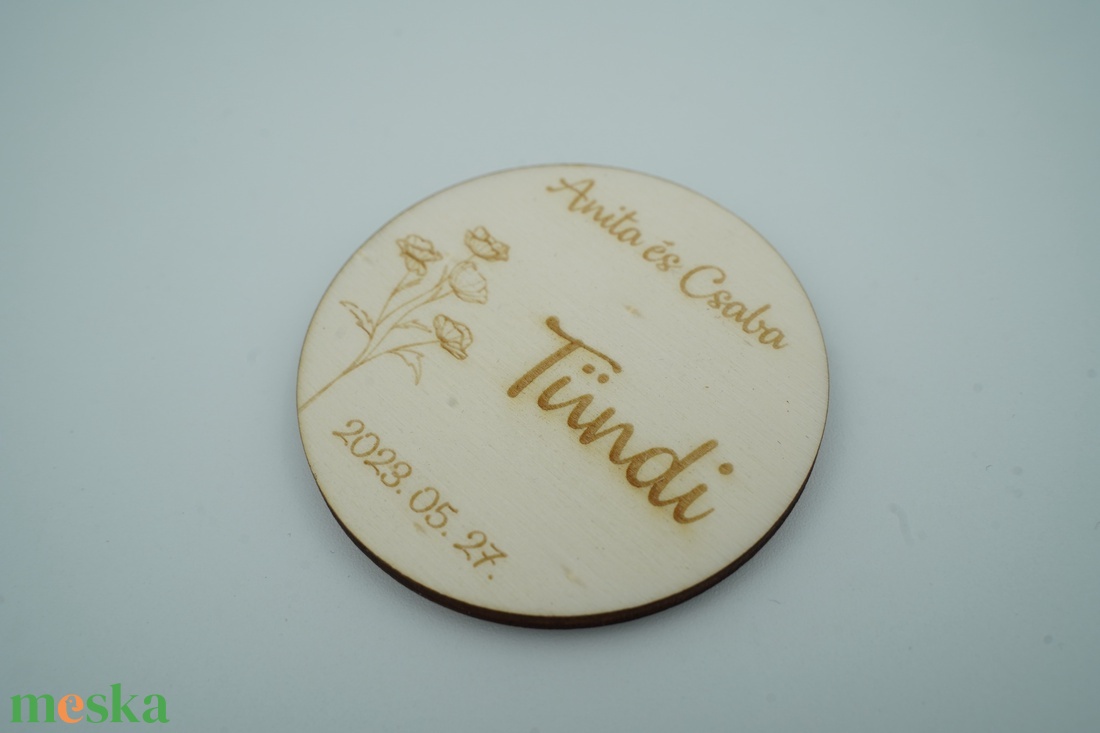 Anita és Csaba
Tündi
2023. 05. 27.
meska